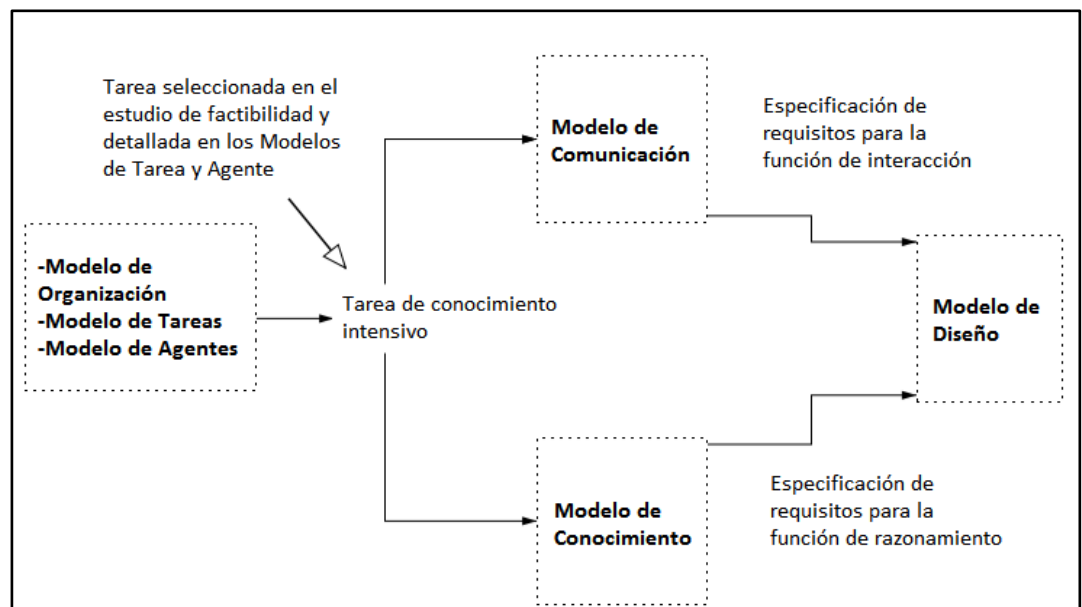 Tarea seleccionada en el
estudio de factibilidad y
detallada en los Modelos
de Tarea y Agente
-Modelo de
Organización
-Modelo de Tareas
-Modelo de Agentes
Tarea de conocimiento
intensivo
Modelo de
Comunicación
Especificación de
requisitos para la
función de interacción
Modelo de
Diseño
Modelo de
Conocimiento
Especificación de
requisitos para la
función de razonamiento